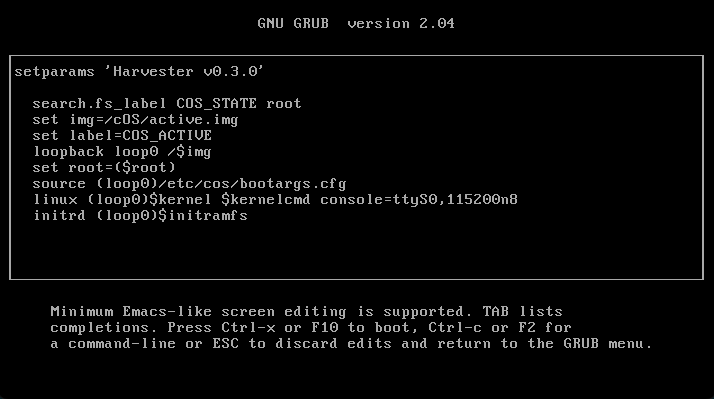 GNU GRUB  version 2.04
setparams 'Harvester v0.3.0'
search.fs_label COS_STATE root
set img=/cOS/active.img
set label=COS_ACTIVE
loopback loop0 /$img
set root=($root)
source (loop0)/etc/cos/bootargs.cfg
linux (loop0)$kernel $kernelcmd console=ttyS0,115200n8
initrd (loop0)$initramfs
Minimum Emacs-like screen editing is supported. TAB lists
completions. Press Ctrl-x or F10 to boot, Ctrl-c or F2 for
a command-line or ESC to discard edits and return to the GRUB menu.